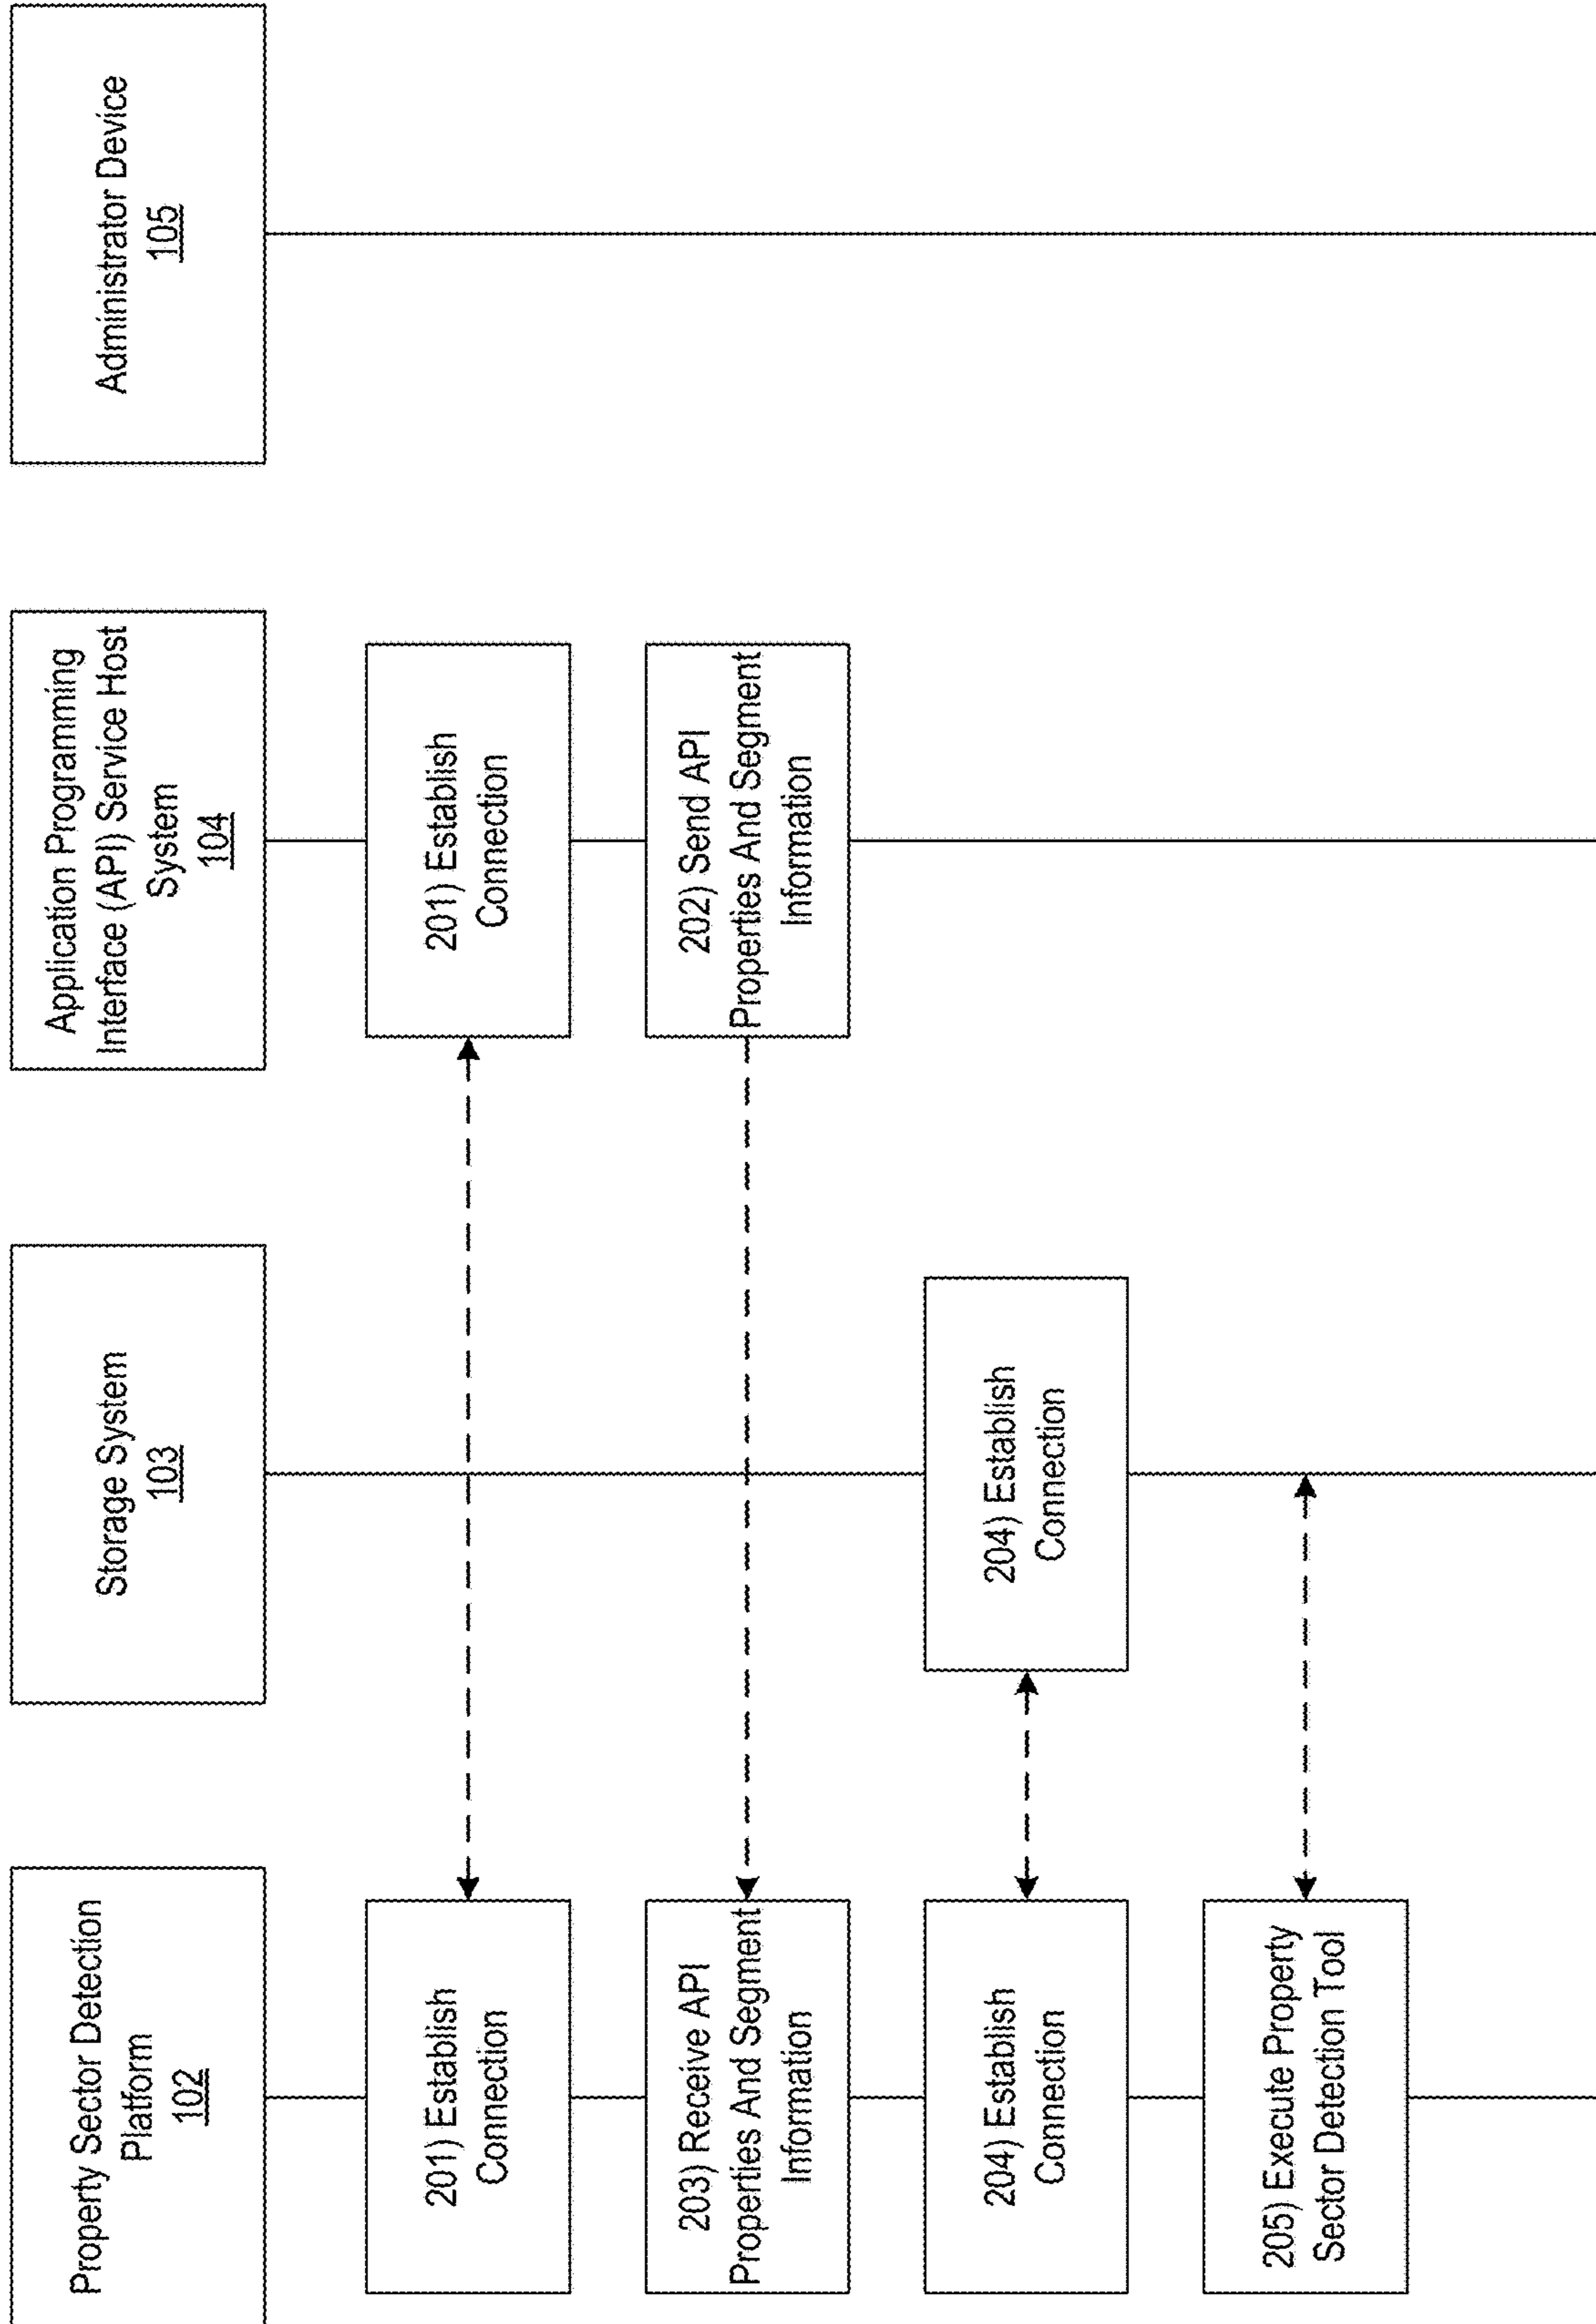 Property Sector Detection
Platform
102
Storage System
103
Application Programming
Interface (API) Service Host
System
104
Administrator Device
105
201) Establish
Connection
201) Establish
Connection
203) Receive API
Properties And Segment
Information
202) Send API
Properties And Segment
Information
204) Establish
Connection
204) Establish
Connection
205) Execute Property
Sector Detection Tool